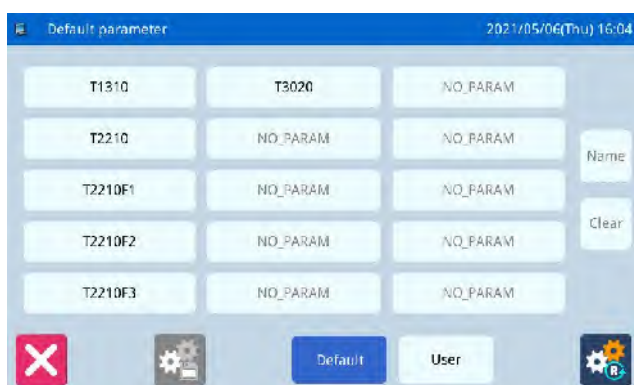 Default parameter 2021/05/06(Thu) 16:04
T1310 T3020 NO_PARAM
T2210 NO_PARAM NO_PARAM
Name
T2210F1 NO_PARAM NO_PARAM
Clear
T2210F2 NO_PARAM NO_PARAM
T2210F3 NO_PARAM NO_PARAM
Default User
R